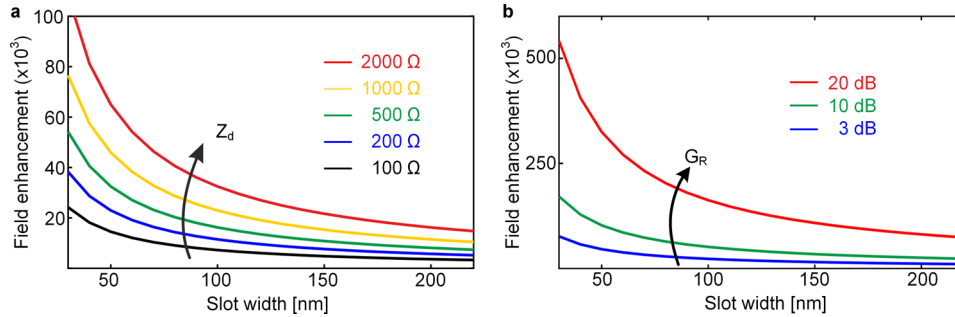 a
Field enhancement (x10³)
100
80
60
40
20
2000 Ω
1000 Ω
500 Ω
200 Ω
100 Ω
Z_d
50
100
150
200
Slot width [nm]
b
Field enhancement (x10³)
500
250
20 dB
10 dB
3 dB
G_R
50
100
150
200
Slot width [nm]